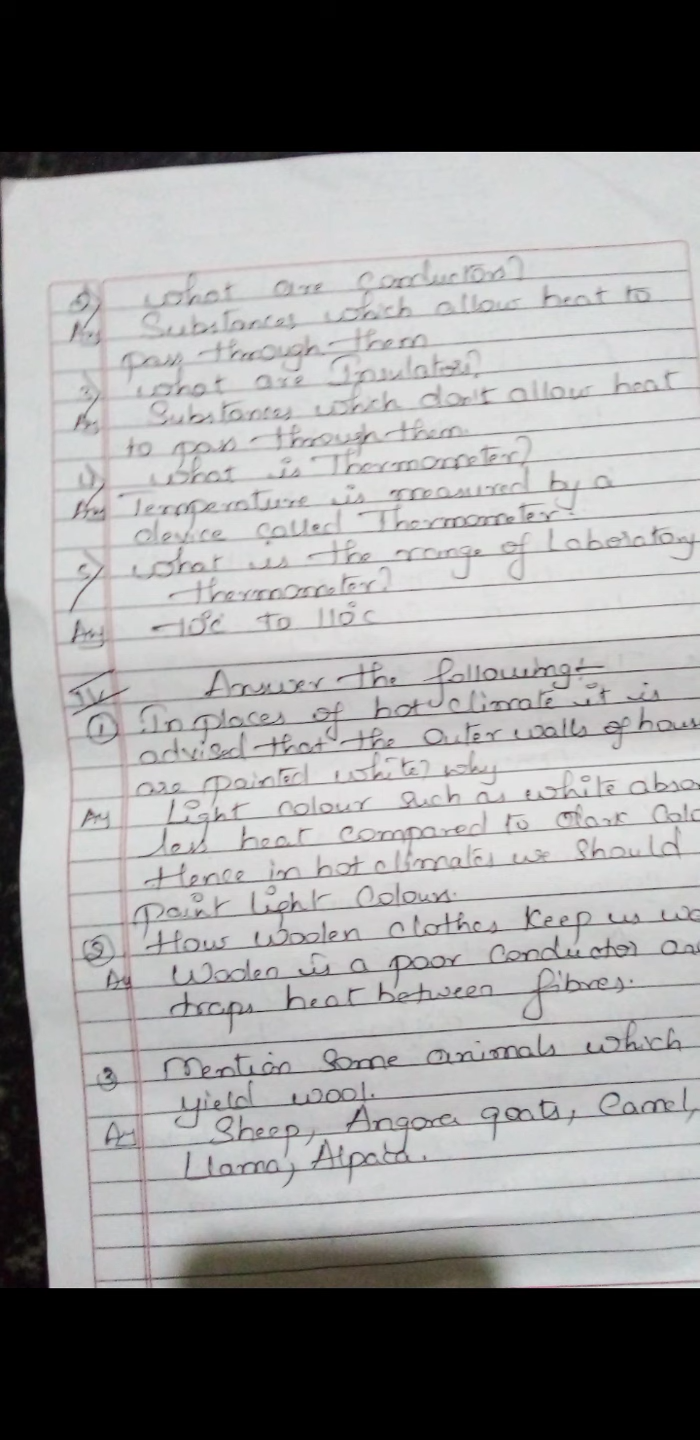 2) What are Conductors?
Ans Substances which allow heat to
pass through them
3) What are Insulators?
Ans Substances which don't allow heat
to pass through them.
4) What is Thermometer?
Ans Temperature is measured by a
device called Thermometer.
5) What is the range of Laboratory
thermometer?
Ans -10°c to 110°c
IV Answer the following:-
① In places of hot climate it is
advised that the outer walls of hous
are painted white? why
Ans Light colour such as white abso
less heat compared to dark Colo
Hence in hot climates we should
paint light Colour.
② How woolen clothes keep us wa
Ans Woolen is a poor conductor an
traps heat between fibres.
③ Mention Some animals which
yield wool.
Ans Sheep, Angora goats, Camel,
Llama, Alpaca.